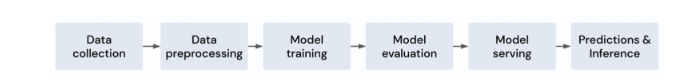 Data
collection
Data
preprocessing
Model
training
Model
evaluation
Model
serving
Predictions &
Inference